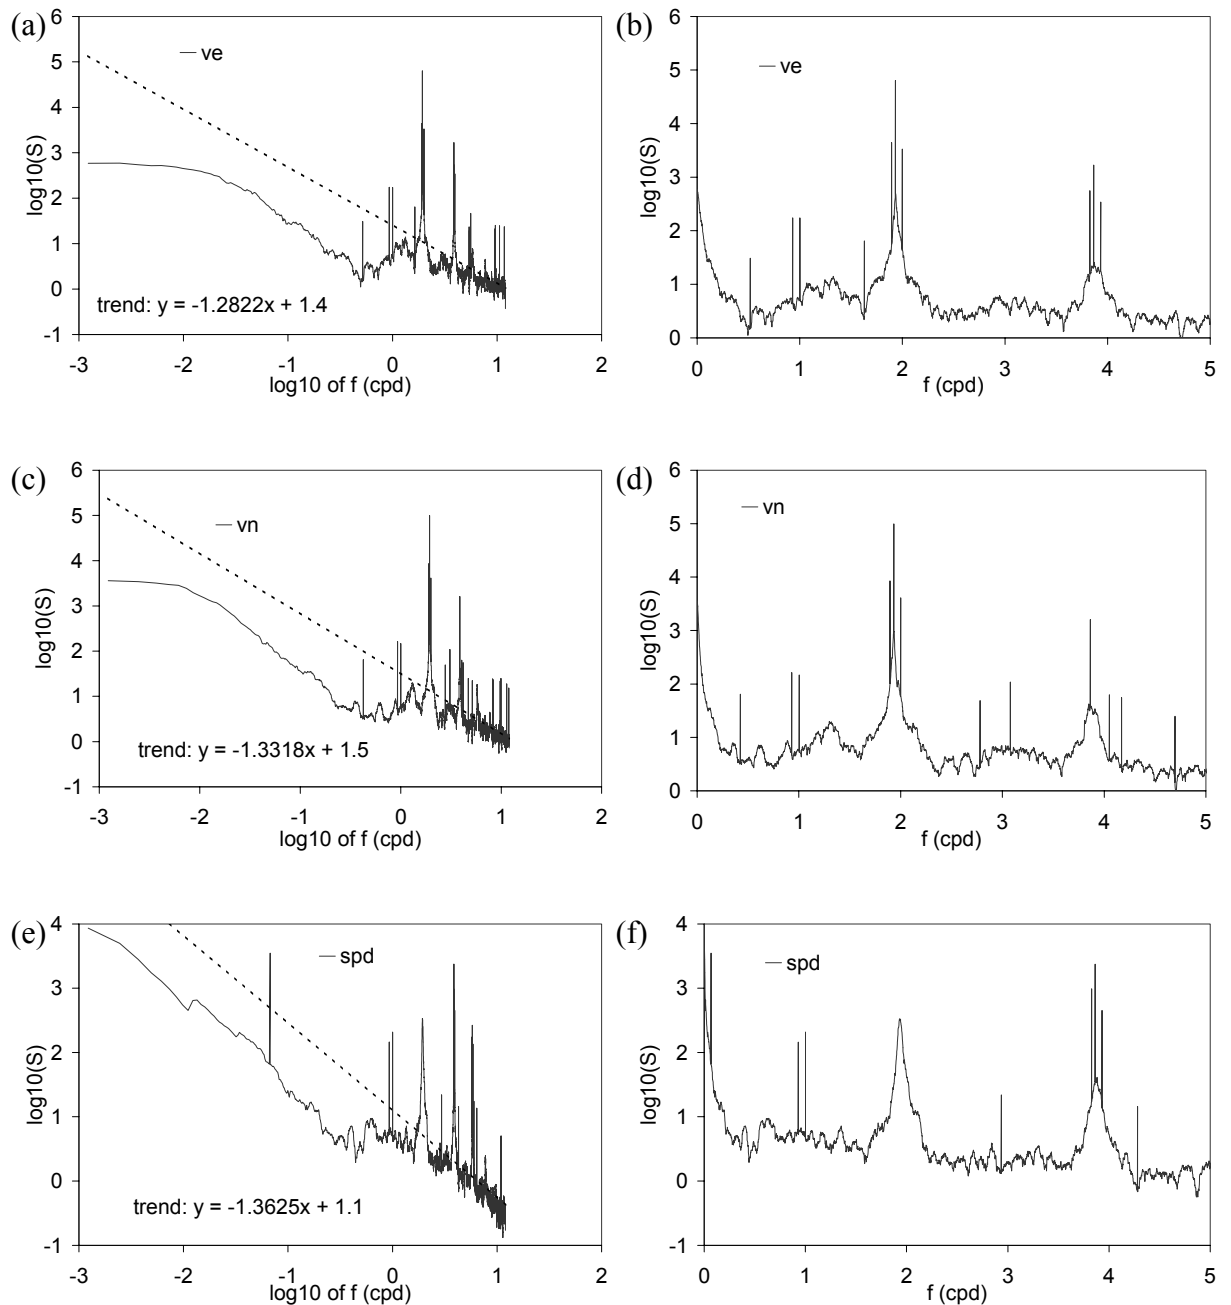 (a)
6
5
4
3
2
1
0
-1
log10(S)
ve
trend: y = -1.2822x + 1.4
-3 -2 -1 0 1 2
log10 of f (cpd)
(b)
6
5
4
3
2
1
0
log10(S)
ve
0 1 2 3 4 5
f (cpd)
(c)
6
5
4
3
2
1
0
-1
log10(S)
vn
trend: y = -1.3318x + 1.5
-3 -2 -1 0 1 2
log10 of f (cpd)
(d)
6
5
4
3
2
1
0
log10(S)
vn
0 1 2 3 4 5
f (cpd)
(e)
4
3
2
1
0
-1
log10(S)
spd
trend: y = -1.3625x + 1.1
-3 -2 -1 0 1 2
log10 of f (cpd)
(f)
4
3
2
1
0
-1
log10(S)
spd
0 1 2 3 4 5
f (cpd)